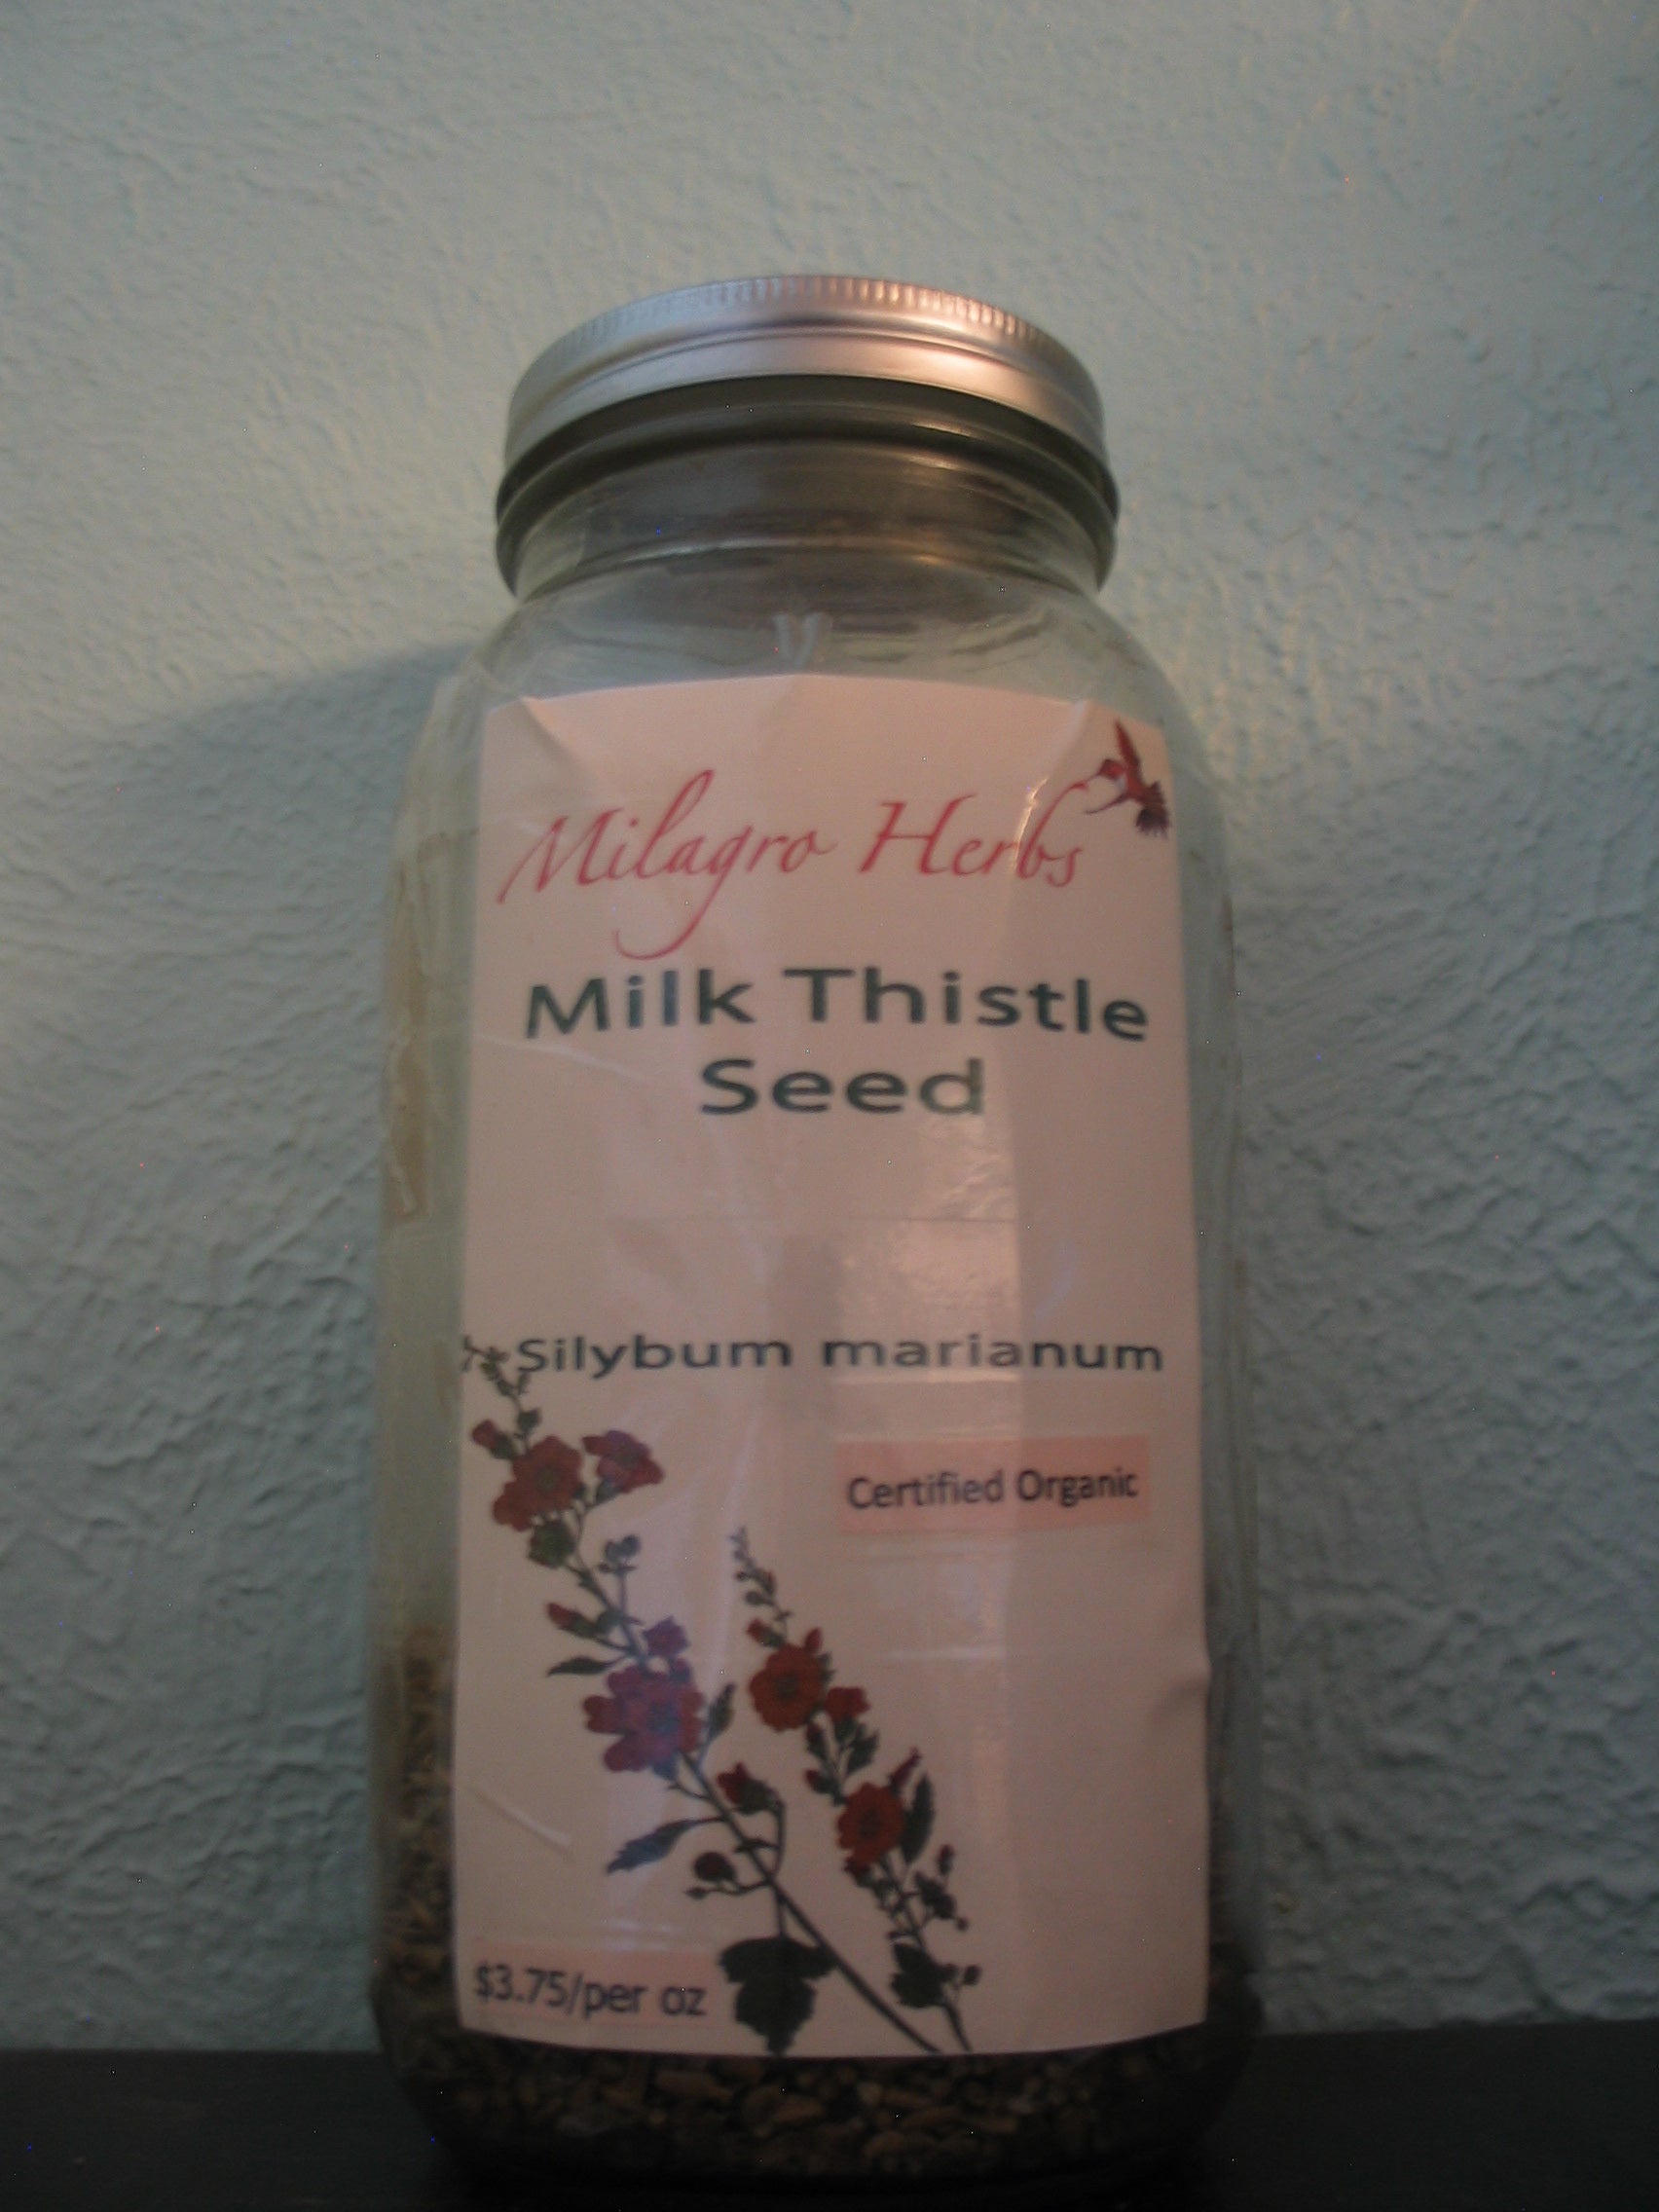 Milagro Herbs
Milk Thistle
Seed
Silybum marianum
Certified Organic
$3.75/per oz